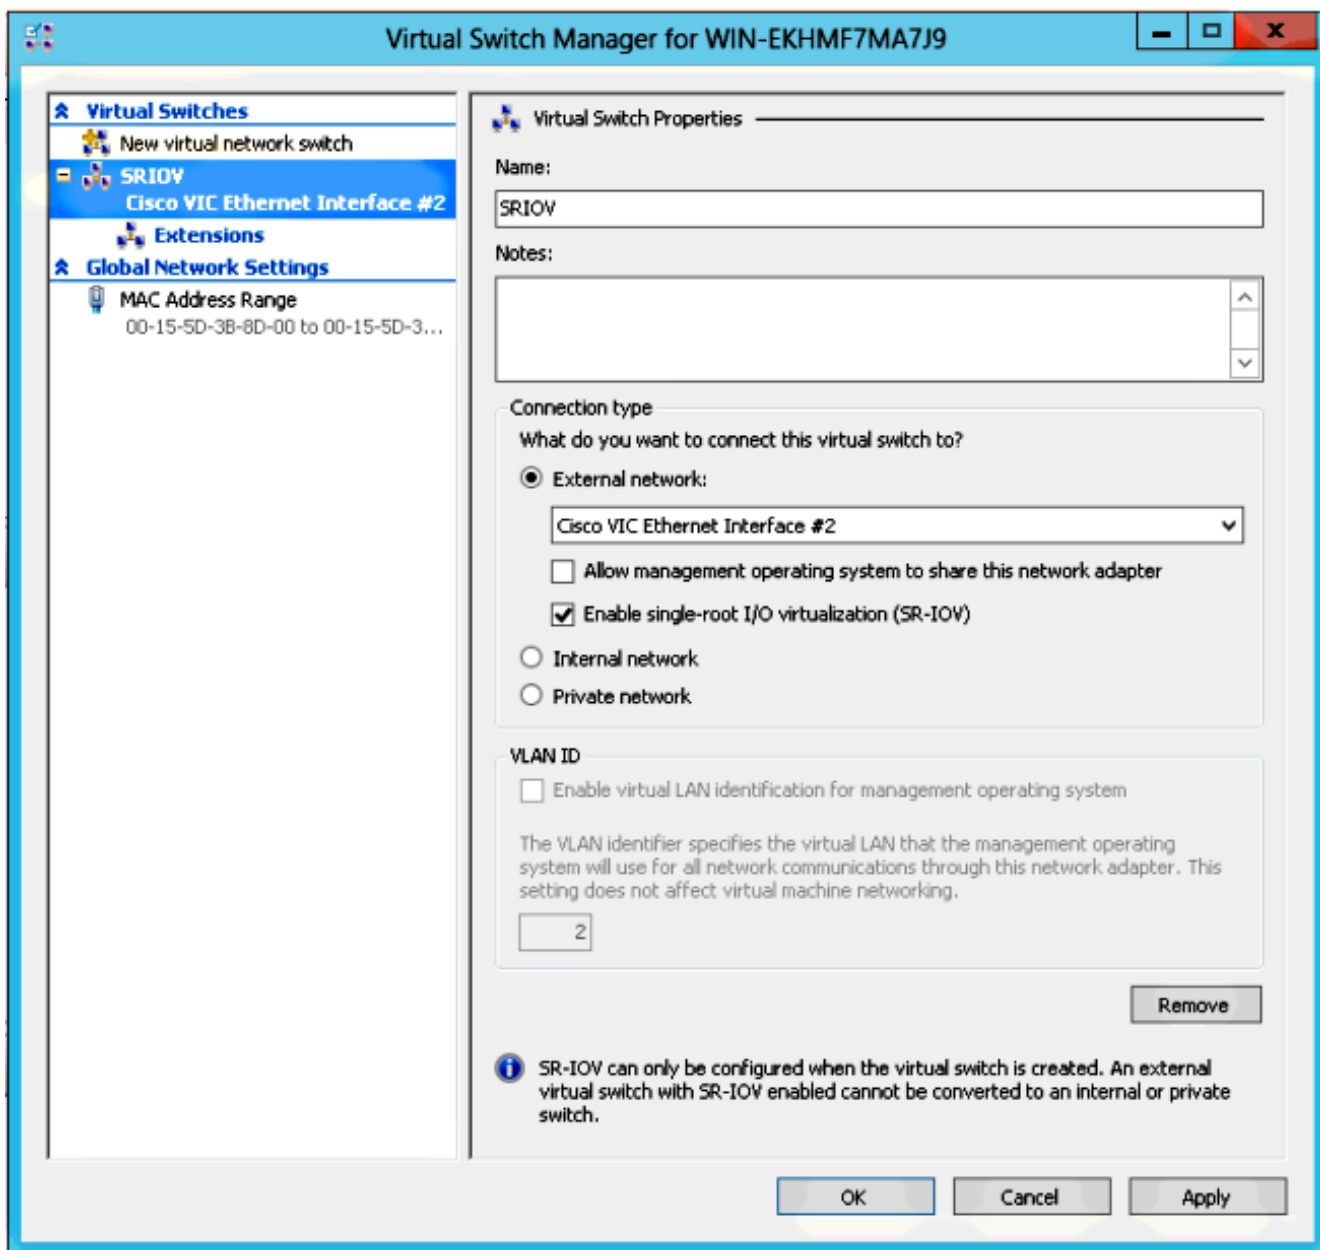 Virtual Switch Manager for WIN-EKHMF7MA7J9
Virtual Switches
New virtual network switch
SRIOV
Cisco VIC Ethernet Interface #2
Extensions
Global Network Settings
MAC Address Range
00-15-5D-3B-8D-00 to 00-15-5D-3...
Virtual Switch Properties
Name:
SRIOV
Notes:
Connection type
What do you want to connect this virtual switch to?
External network:
Cisco VIC Ethernet Interface #2
Allow management operating system to share this network adapter
Enable single-root I/O virtualization (SR-IOV)
Internal network
Private network
VLAN ID
Enable virtual LAN identification for management operating system
The VLAN identifier specifies the virtual LAN that the management operating
system will use for all network communications through this network adapter. This
setting does not affect virtual machine networking.
2
Remove
SR-IOV can only be configured when the virtual switch is created. An external
virtual switch with SR-IOV enabled cannot be converted to an internal or private
switch.
OK
Cancel
Apply